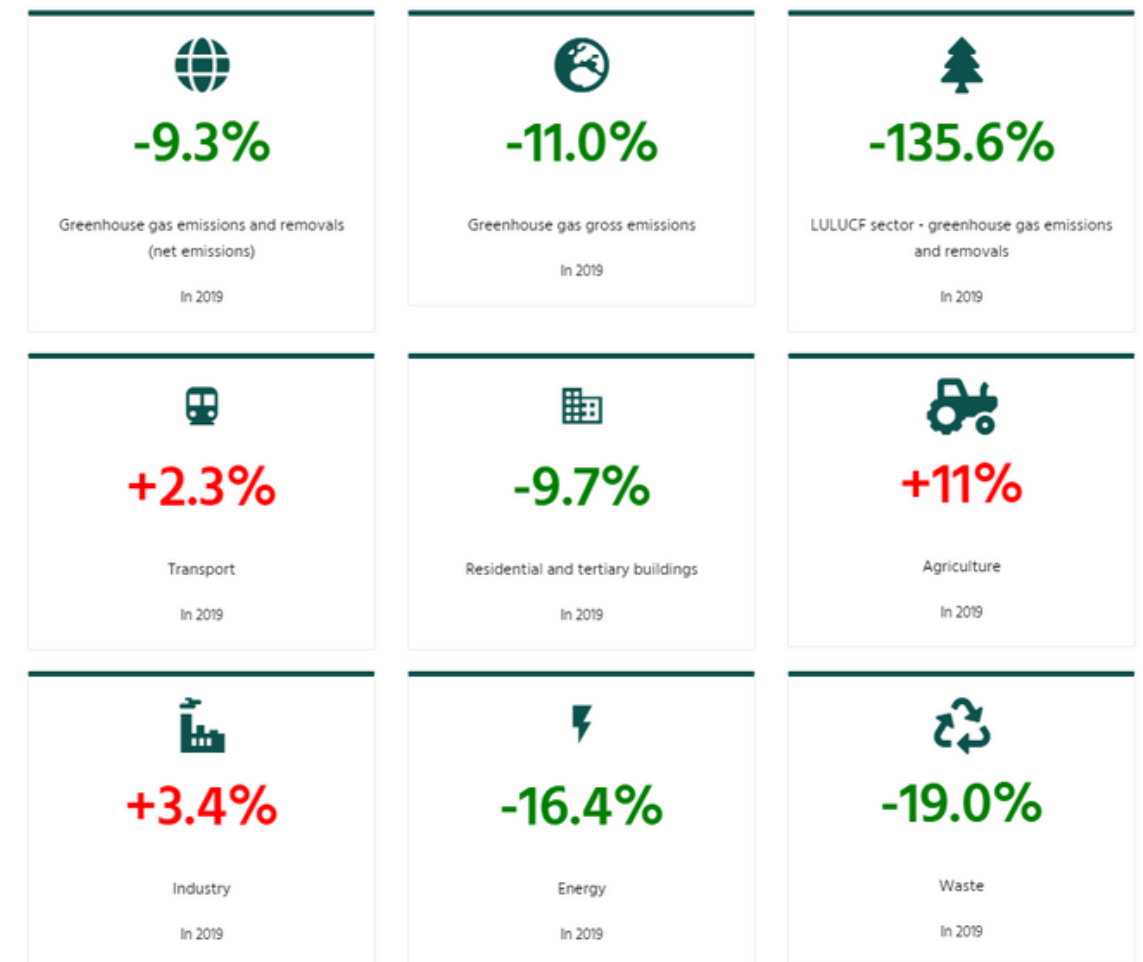 -9.3%
Greenhouse gas emissions and removals
(net emissions)
In 2019
-11.0%
Greenhouse gas gross emissions
In 2019
-135.6%
LULUCF sector - greenhouse gas emissions
and removals
In 2019
+2.3%
Transport
In 2019
-9.7%
Residential and tertiary buildings
In 2019
+11%
Agriculture
In 2019
+3.4%
Industry
In 2019
-16.4%
Energy
In 2019
-19.0%
Waste
In 2019